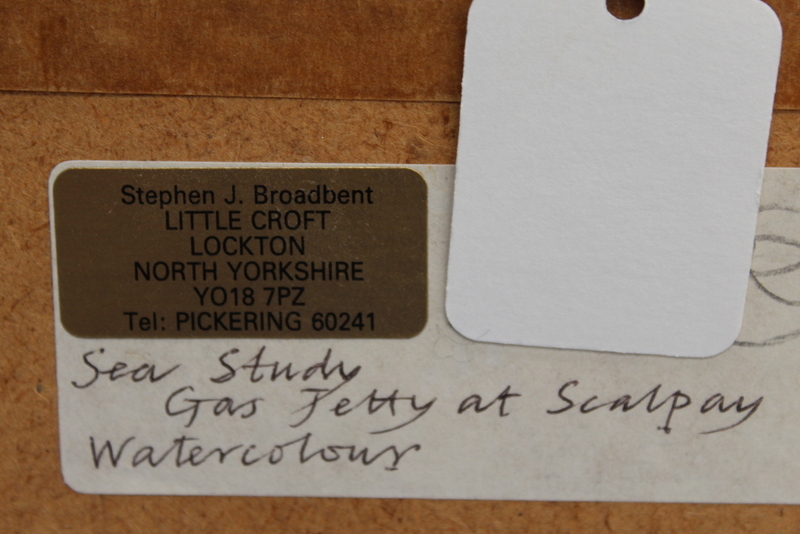 Stephen J. Broadbent
LITTLE CROFT
LOCKTON
NORTH YORKSHIRE
YO18 7PZ
Tel: PICKERING 60241
Sea Study
Gas Jetty at Scalpay
Watercolour